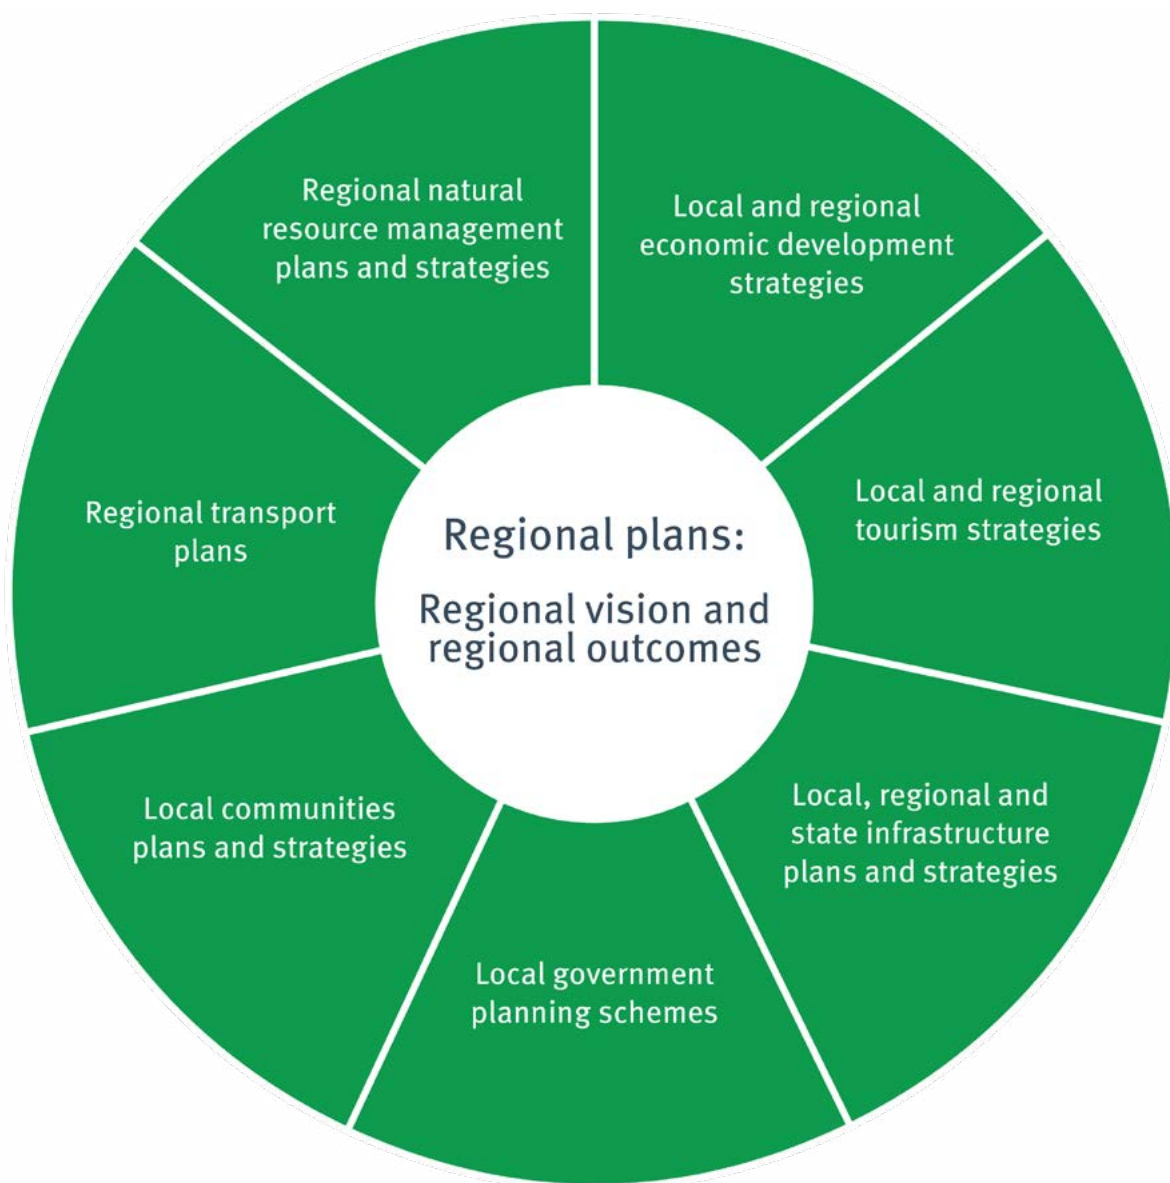 Regional natural
resource management
plans and strategies
Local and regional
economic development
strategies
Local and regional
tourism strategies
Local, regional and
state infrastructure
plans and strategies
Local government
planning schemes
Local communities
plans and strategies
Regional transport
plans
Regional plans:
Regional vision and
regional outcomes